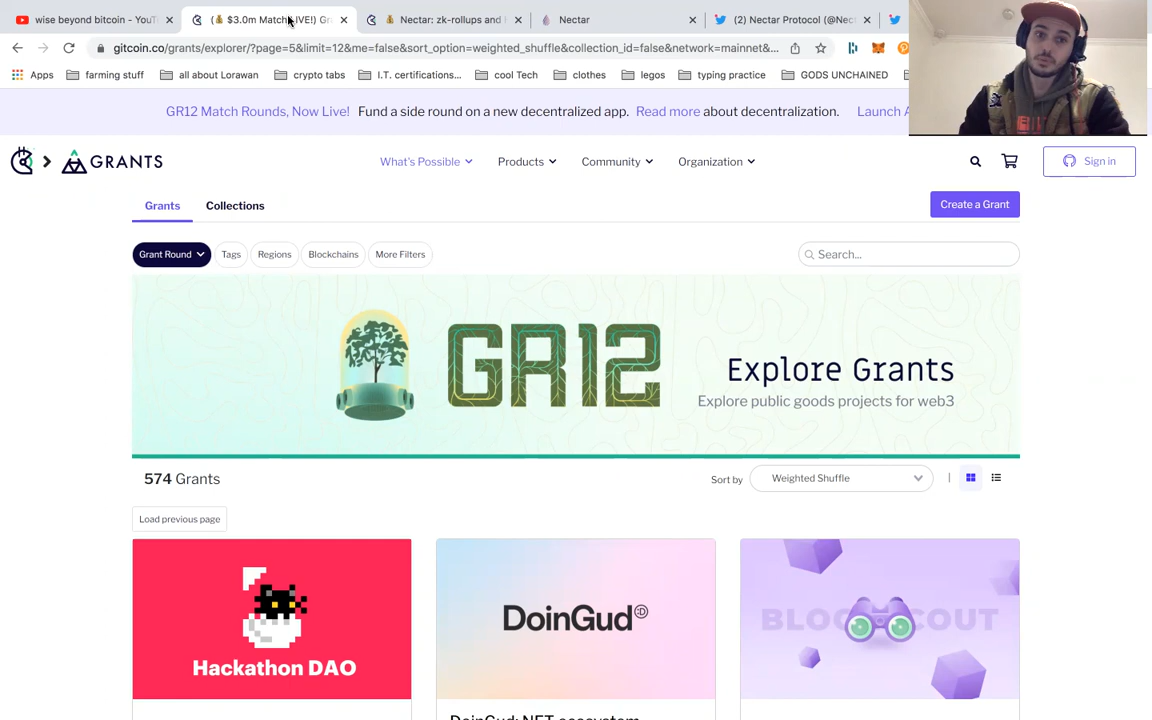 wise beyond bitcoin - YouT
( $3.0m Match LIVE!) Gr
Nectar: zk-rollups and
Nectar
(2) Nectar Protocol (@Nec
gitcoin.co/grants/explorer/?page=5&limit=12&me=false&sort_option=weighted_shuffle&collection_id=false&network=mainnet&...
Apps
farming stuff
all about Lorawan
crypto tabs
I.T. certifications...
cool Tech
clothes
legos
typing practice
GODS UNCHAINED
GR12 Match Rounds, Now Live! Fund a side round on a new decentralized app. Read more about decentralization. Launch A
GRANTS
What's Possible
Products
Community
Organization
Sign in
Grants
Collections
Create a Grant
Grant Round
Tags
Regions
Blockchains
More Filters
Search...
GR12
Explore Grants
Explore public goods projects for web3
574 Grants
Sort by
Weighted Shuffle
Load previous page
Hackathon DAO
DoinGud:D
BLOCKSCOUT
DoinGud: NFT ecosystem